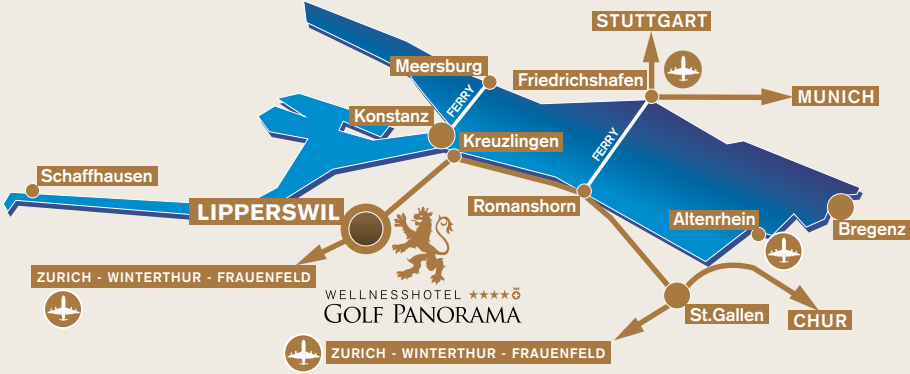 STUTTGART
Meersburg
Friedrichshafen
MUNICH
FERRY
Konstanz
Kreuzlingen
FERRY
Schaffhausen
LIPPERSWIL
Romanshorn
Altenrhein
Bregenz
ZURICH - WINTERTHUR - FRAUENFELD
WELLNESSHOTEL ★★★★
GOLF PANORAMA
St.Gallen
CHUR
ZURICH - WINTERTHUR - FRAUENFELD